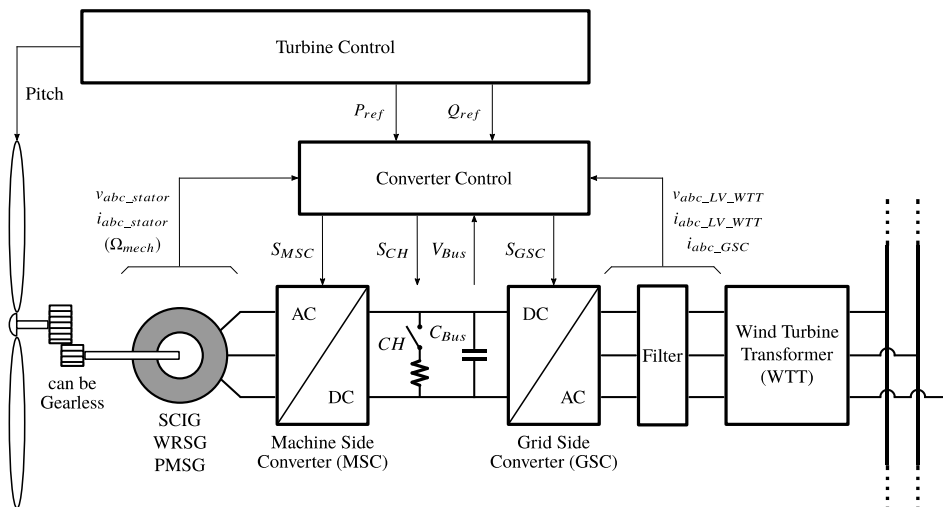 Turbine Control
Pitch
P_ref
Q_ref
Converter Control
v_abc_stator
i_abc_stator
(Ω_mech)
v_abc_LV_WTT
i_abc_LV_WTT
i_abc_GSC
S_MSC
S_CH
V_Bus
S_GSC
AC
DC
CH
C_Bus
DC
AC
Filter
Wind Turbine
Transformer
(WTT)
can be
Gearless
SCIG
WRSG
PMSG
Machine Side
Converter (MSC)
Grid Side
Converter (GSC)